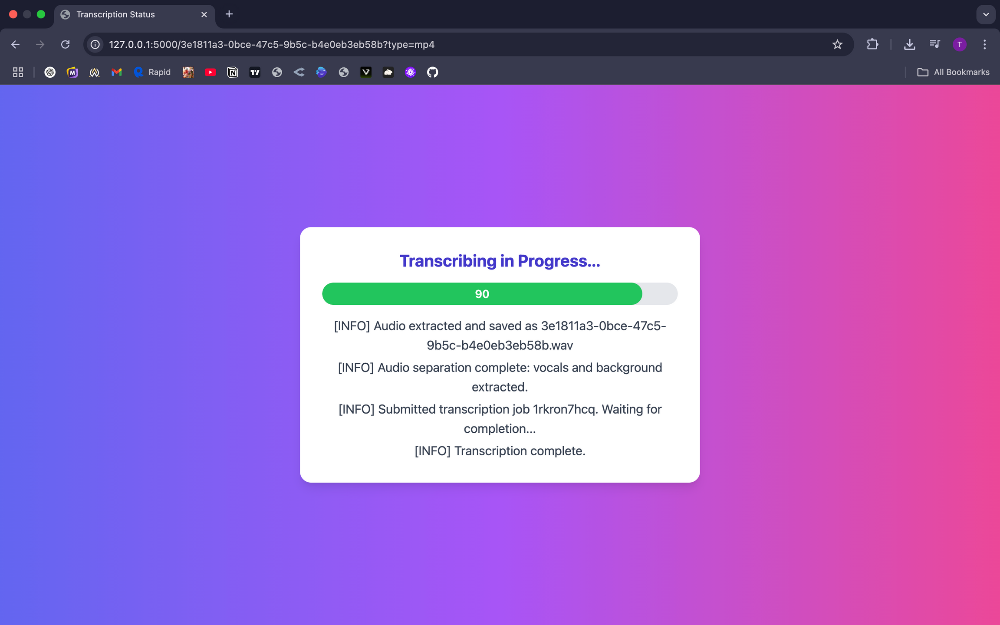 Transcription Status
127.0.0.1:5000/3e1811a3-0bce-47c5-9b5c-b4e0eb3eb58b?type=mp4
T
Rapid
All Bookmarks
Transcribing in Progress...
90
[INFO] Audio extracted and saved as 3e1811a3-0bce-47c5-
9b5c-b4e0eb3eb58b.wav
[INFO] Audio separation complete: vocals and background
extracted.
[INFO] Submitted transcription job 1rkron7hcq. Waiting for
completion...
[INFO] Transcription complete.